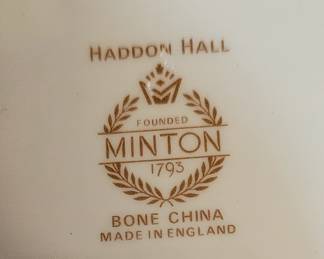 HADDON HALL
FOUNDED
MINTON
1793
BONE CHINA
MADE IN ENGLAND